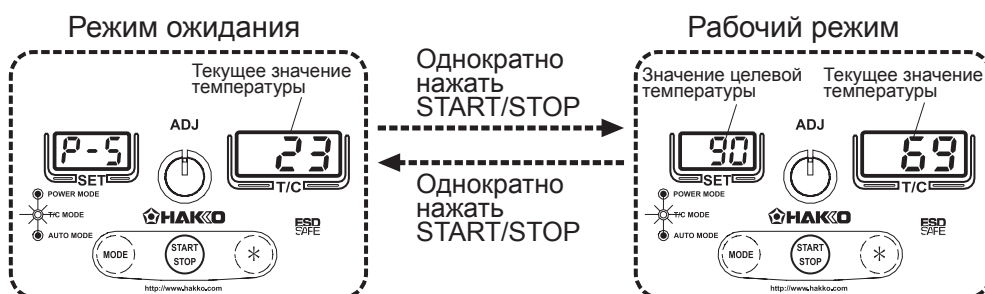 Режим ожидания
Текущее значение
температуры
ADJ
P-5
23
SET
T/C
POWER MODE
T/C MODE
AUTO MODE
HAKKO
ESD
SAFE
MODE
START
STOP
*
http://www.hakko.com
Однократно
нажать
START/STOP
Однократно
нажать
START/STOP
Рабочий режим
Значение целевой
температуры
Текущее значение
температуры
ADJ
90
69
SET
T/C
POWER MODE
T/C MODE
AUTO MODE
HAKKO
ESD
SAFE
MODE
START
STOP
*
http://www.hakko.com